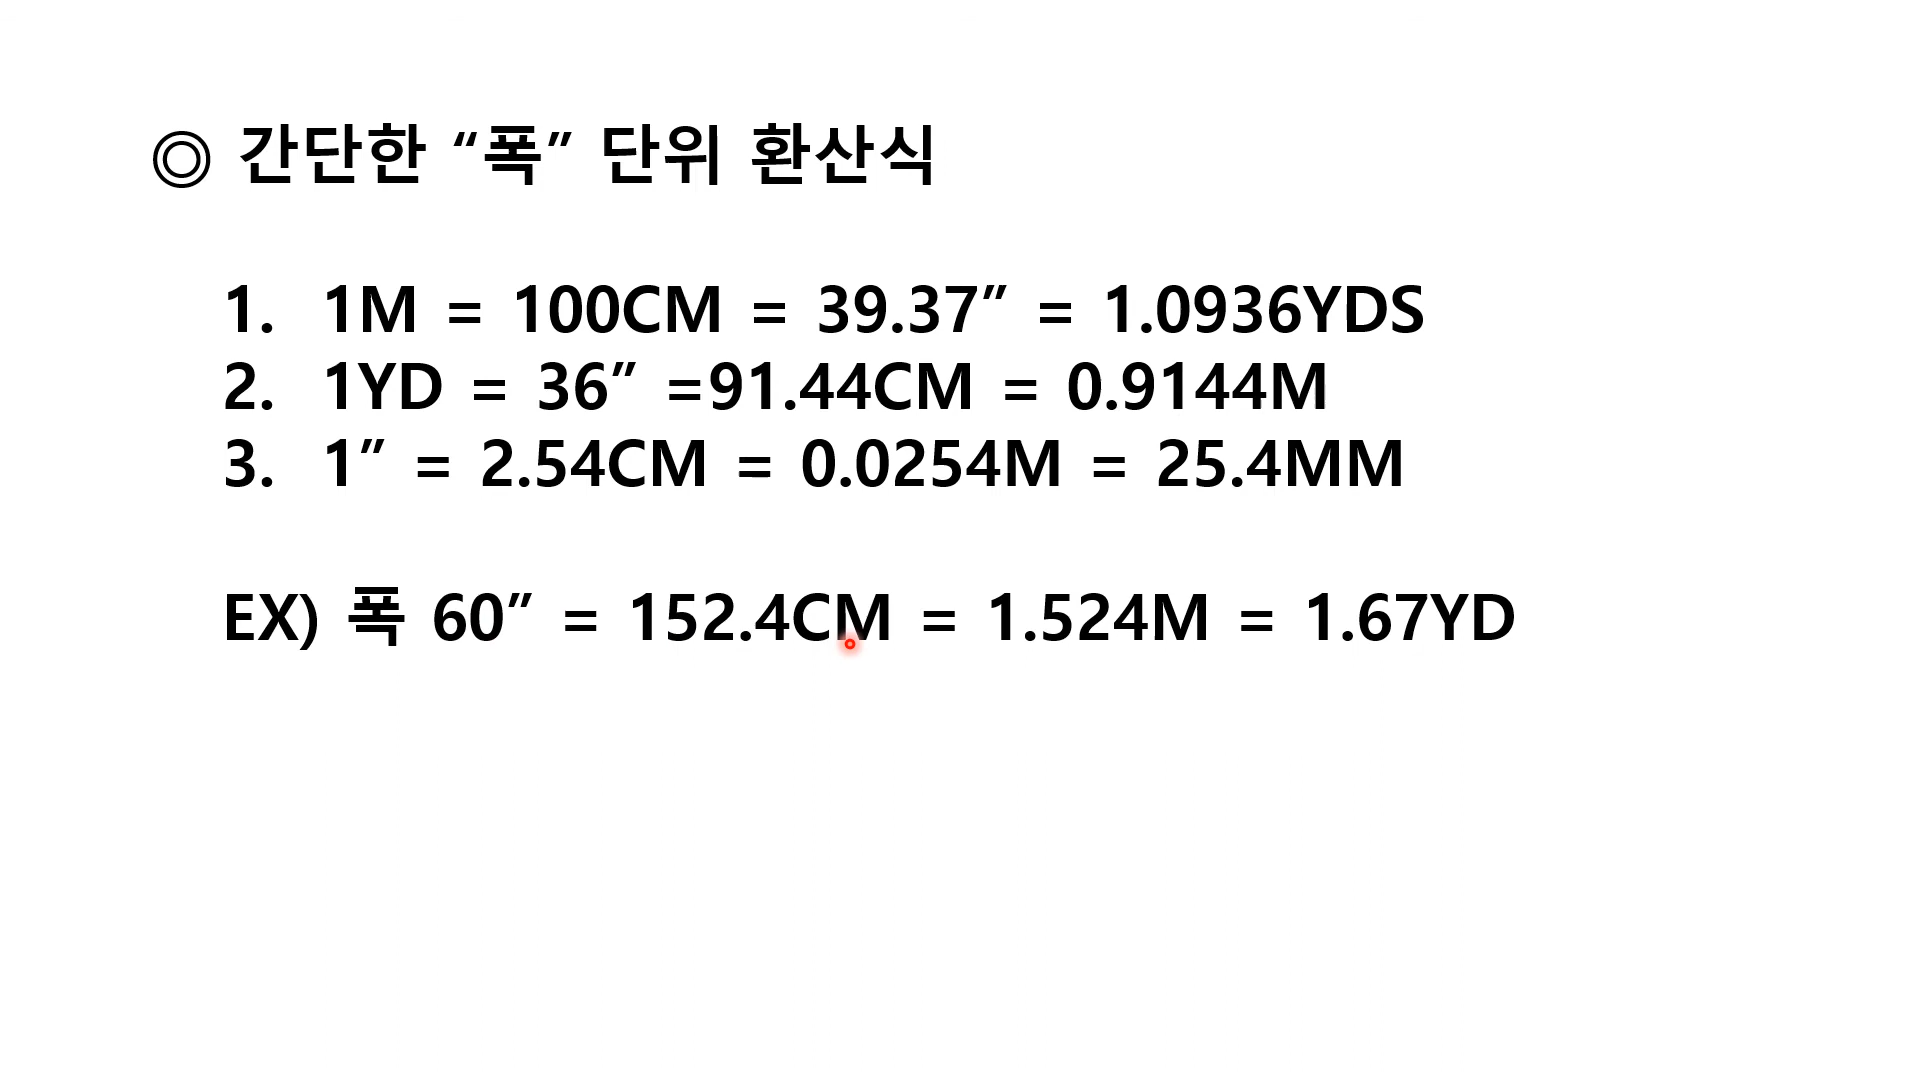 ◎ 간단한 “폭” 단위 환산식
1. 1M = 100CM = 39.37” = 1.0936YDS
2. 1YD = 36” =91.44CM = 0.9144M
3. 1” = 2.54CM = 0.0254M = 25.4MM
EX) 폭 60” = 152.4CM = 1.524M = 1.67YD